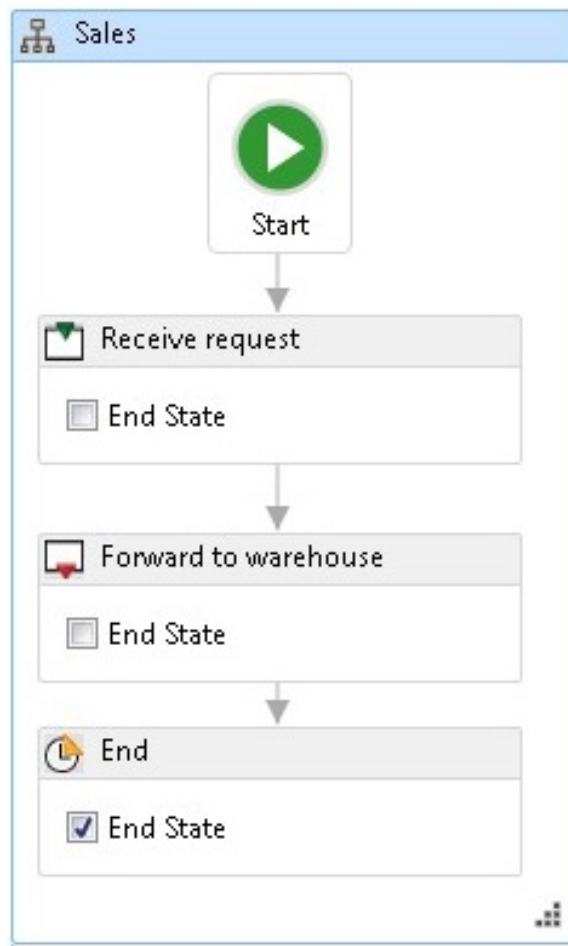 Sales
Start
Receive request
End State
Forward to warehouse
End State
End
End State